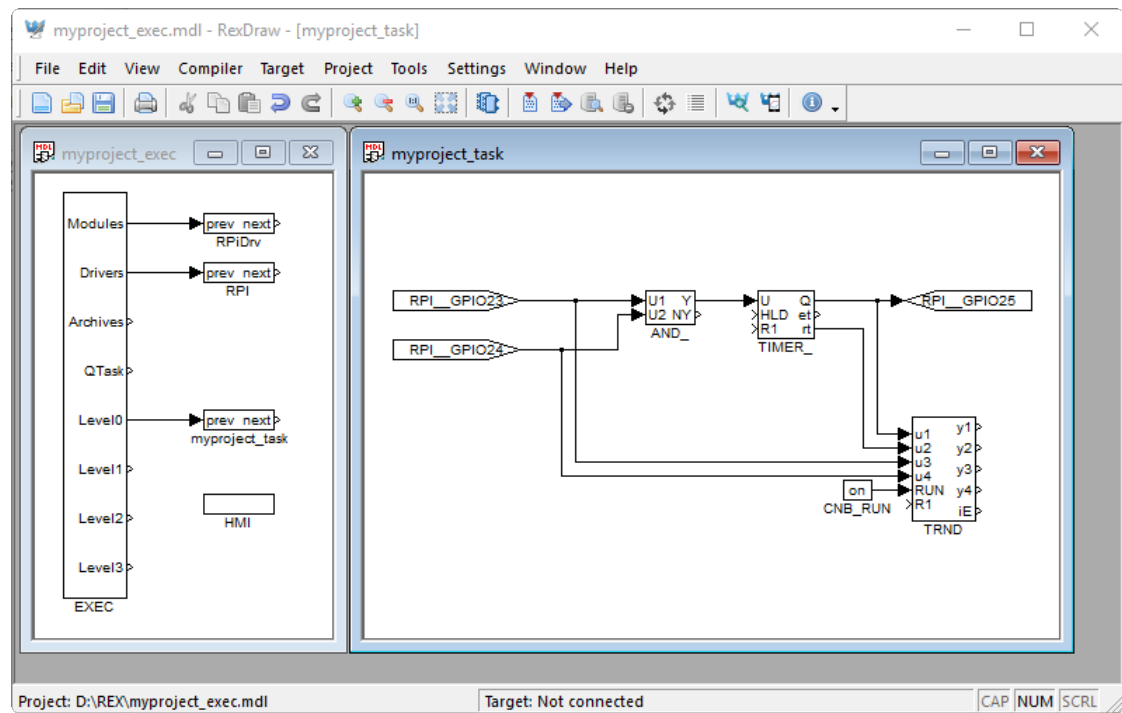 myproject_exec.mdl - RexDraw - [myproject_task]
File Edit View Compiler Target Project Tools Settings Window Help
myproject_exec
Modules
prev next
RPiDrv
Drivers
prev next
RPI
Archives
QTask
Level0
prev next
myproject_task
Level1
Level2
HMI
Level3
EXEC
myproject_task
RPI__GPIO23
U1 Y
U2 NY
AND_
U Q
HLD et
R1 rt
TIMER_
RPI__GPIO25
RPI__GPIO24
u1 y1
u2 y2
u3 y3
u4 y4
RUN
R1 iE
TRND
on
CNB_RUN
Project: D:\REX\myproject_exec.mdl
Target: Not connected
CAP NUM SCRL